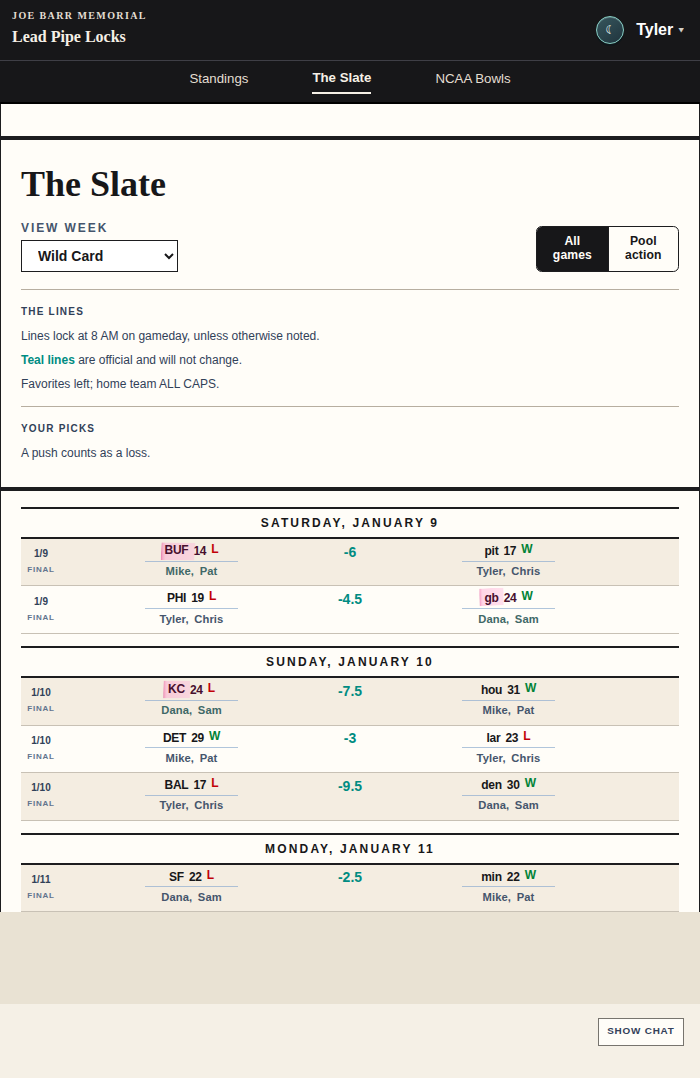 JOE BARR MEMORIAL
Lead Pipe Locks
Tyler
Standings The Slate NCAA Bowls
The Slate
VIEW WEEK
Wild Card
All games
Pool action
THE LINES
Lines lock at 8 AM on gameday, unless otherwise noted.
Teal lines are official and will not change.
Favorites left; home team ALL CAPS.
YOUR PICKS
A push counts as a loss.
SATURDAY, JANUARY 9
1/9 BUF 14 L -6 pit 17 W
FINAL Mike, Pat Tyler, Chris
1/9 PHI 19 L -4.5 gb 24 W
FINAL Tyler, Chris Dana, Sam
SUNDAY, JANUARY 10
1/10 KC 24 L -7.5 hou 31 W
FINAL Dana, Sam Mike, Pat
1/10 DET 29 W -3 lar 23 L
FINAL Mike, Pat Tyler, Chris
1/10 BAL 17 L -9.5 den 30 W
FINAL Tyler, Chris Dana, Sam
MONDAY, JANUARY 11
1/11 SF 22 L -2.5 min 22 W
FINAL Dana, Sam Mike, Pat
SHOW CHAT